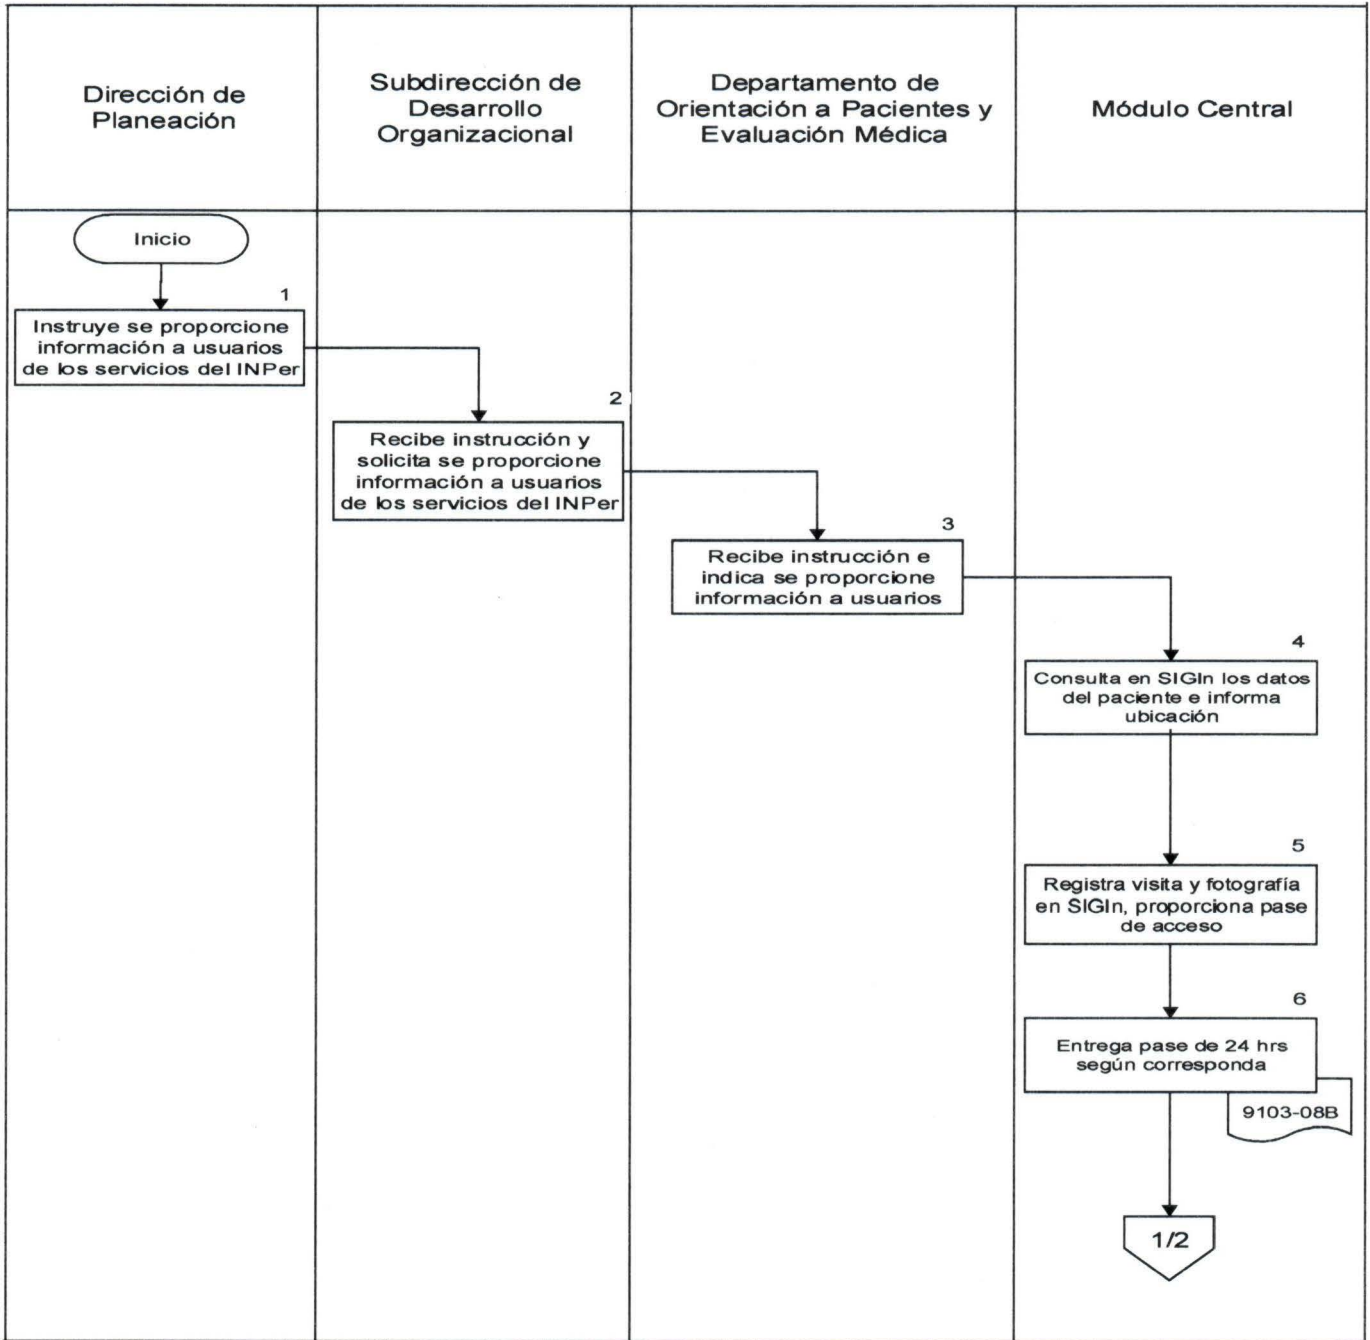 Dirección de
Planeación
Subdirección de
Desarrollo
Organizacional
Departamento de
Orientación a Pacientes y
Evaluación Médica
Módulo Central
Inicio
1
Instruye se proporcione
información a usuarios
de los servicios del INPer
2
Recibe instrucción y
solicita se proporcione
información a usuarios
de los servicios del INPer
3
Recibe instrucción e
indica se proporcione
información a usuarios
4
Consulta en SIGIn los datos
del paciente e informa
ubicación
5
Registra visita y fotografía
en SIGIn, proporciona pase
de acceso
6
Entrega pase de 24 hrs
según corresponda
9103-08B
1/2